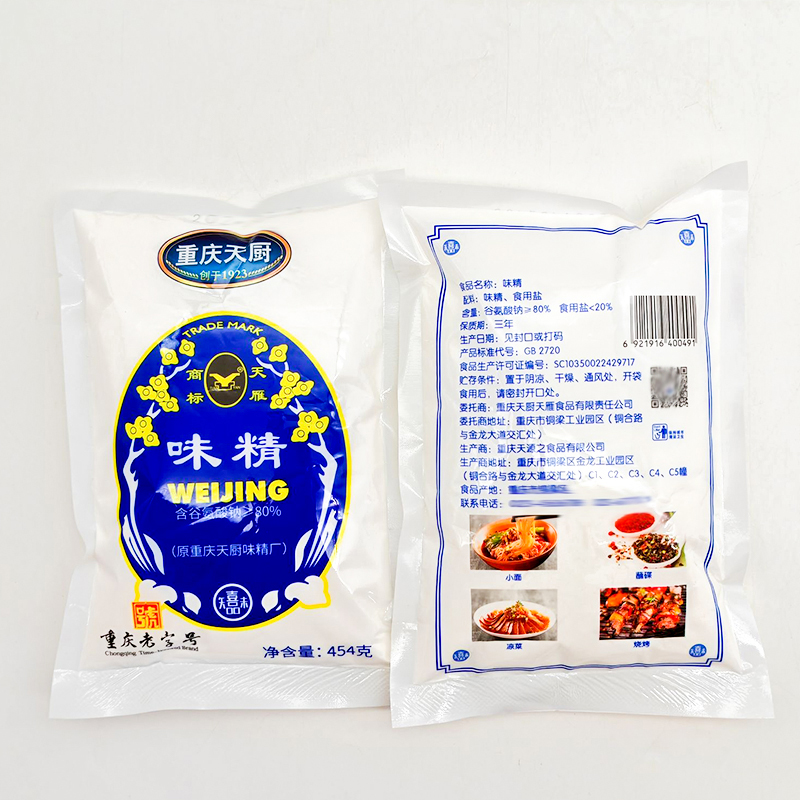 重庆天厨
创于1923
TRADE MARK
商标
天雁
味精
WEIJING
含谷氨酸钠≥80%
（原重庆天厨味精厂）
重庆老字号
Chongqing Time-honored Brand
净含量：454克
食品名称：味精
配料：味精、食用盐
含量：谷氨酸钠≥80% 食用盐<20%
保质期：三年
生产日期：见封口或打码
产品标准代号：GB 2720
食品生产许可证编号：SC10350022429717
贮存条件：置于阴凉、干燥、通风处、开袋
食用后，请密封开口处。
委托商：重庆天厨天雁食品有限责任公司
委托商地址：重庆市铜梁工业园区（铜合路
与金龙大道交汇处）
生产商：重庆天源之食品有限公司
生产商地址：重庆市铜梁区金龙工业园区
（铜合路与金龙大道交汇处）C1、C2、C3、C4、C5幢
食品产地：
联系电话：
6 921916 400491
小面
蘸碟
凉菜
烧烤